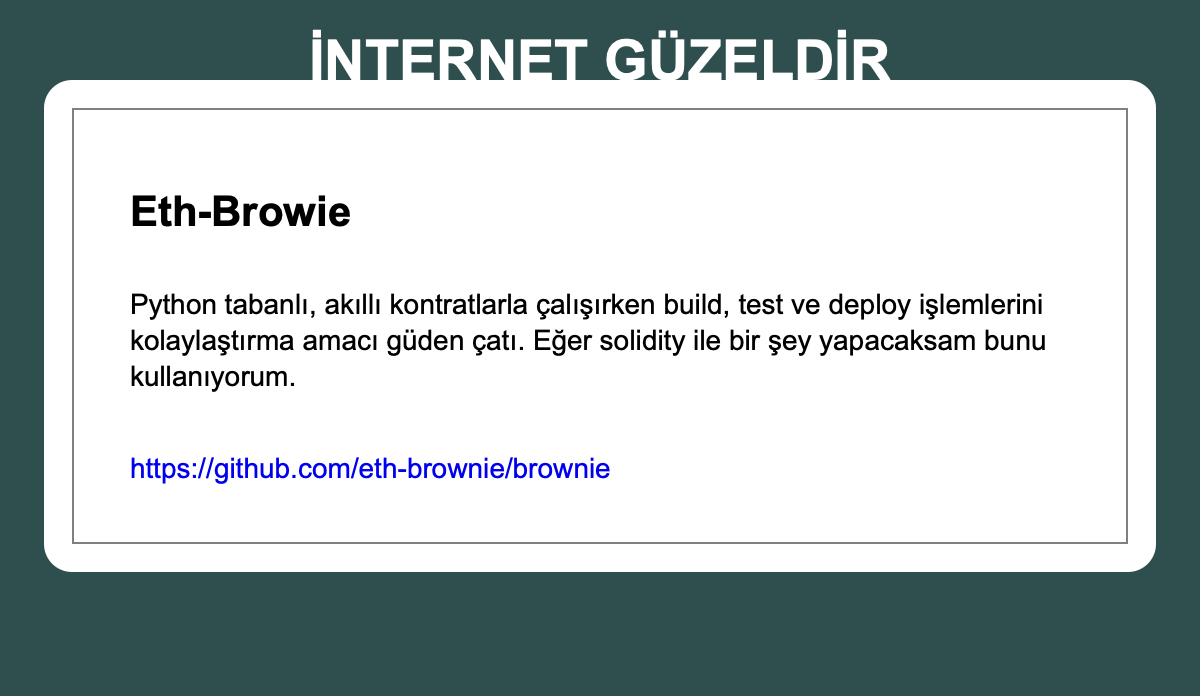 İNTERNET GÜZELDİR
Eth-Browie
Python tabanlı, akıllı kontratlarla çalışırken build, test ve deploy işlemlerini
kolaylaştırma amacı güden çatı. Eğer solidity ile bir şey yapacaksam bunu
kullanıyorum.
https://github.com/eth-brownie/brownie